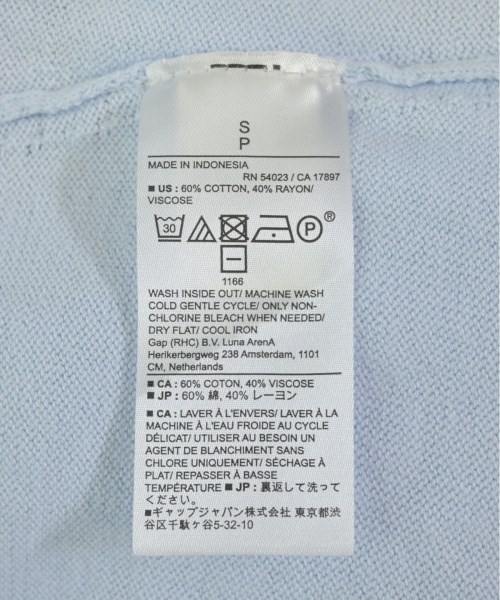 S
P
MADE IN INDONESIA
RN 54023 / CA 17897
■ US : 60% COTTON, 40% RAYON/
VISCOSE
30 P ®
1166
WASH INSIDE OUT/ MACHINE WASH
COLD GENTLE CYCLE/ ONLY NON-
CHLORINE BLEACH WHEN NEEDED/
DRY FLAT/ COOL IRON
Gap (RHC) B.V. Luna ArenA
Herikerbergweg 238 Amsterdam, 1101
CM, Netherlands
■ CA : 60% COTON, 40% VISCOSE
■ JP : 60% 綿, 40% レーヨン
■ CA : LAVER À L'ENVERS/ LAVER À LA
MACHINE À L'EAU FROIDE AU CYCLE
DÉLICAT/ UTILISER AU BESOIN UN
AGENT DE BLANCHIMENT SANS
CHLORE UNIQUEMENT/ SÉCHAGE À
PLAT/ REPASSER À BASSE
TEMPÉRATURE ■ JP : 裏返して洗って
ください。
■ギャップジャパン株式会社 東京都渋
谷区千駄ヶ谷5-32-10